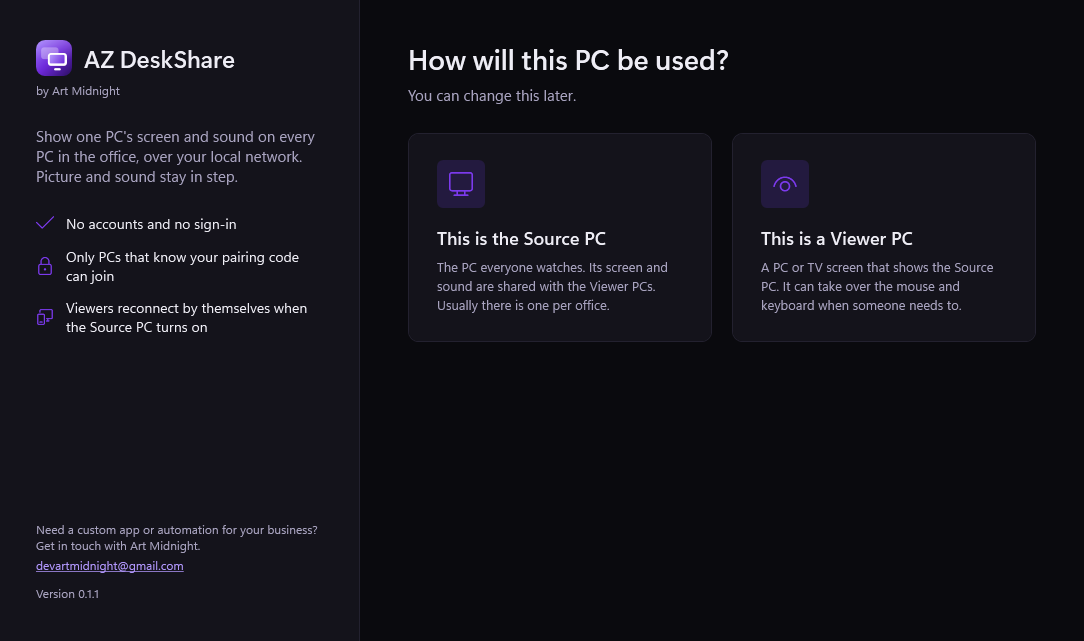 AZ DeskShare
by Art Midnight
Show one PC's screen and sound on every
PC in the office, over your local network.
Picture and sound stay in step.
No accounts and no sign-in
Only PCs that know your pairing code
can join
Viewers reconnect by themselves when
the Source PC turns on
Need a custom app or automation for your business?
Get in touch with Art Midnight.
devartmidnight@gmail.com
Version 0.1.1
How will this PC be used?
You can change this later.
This is the Source PC
The PC everyone watches. Its screen and
sound are shared with the Viewer PCs.
Usually there is one per office.
This is a Viewer PC
A PC or TV screen that shows the Source
PC. It can take over the mouse and
keyboard when someone needs to.